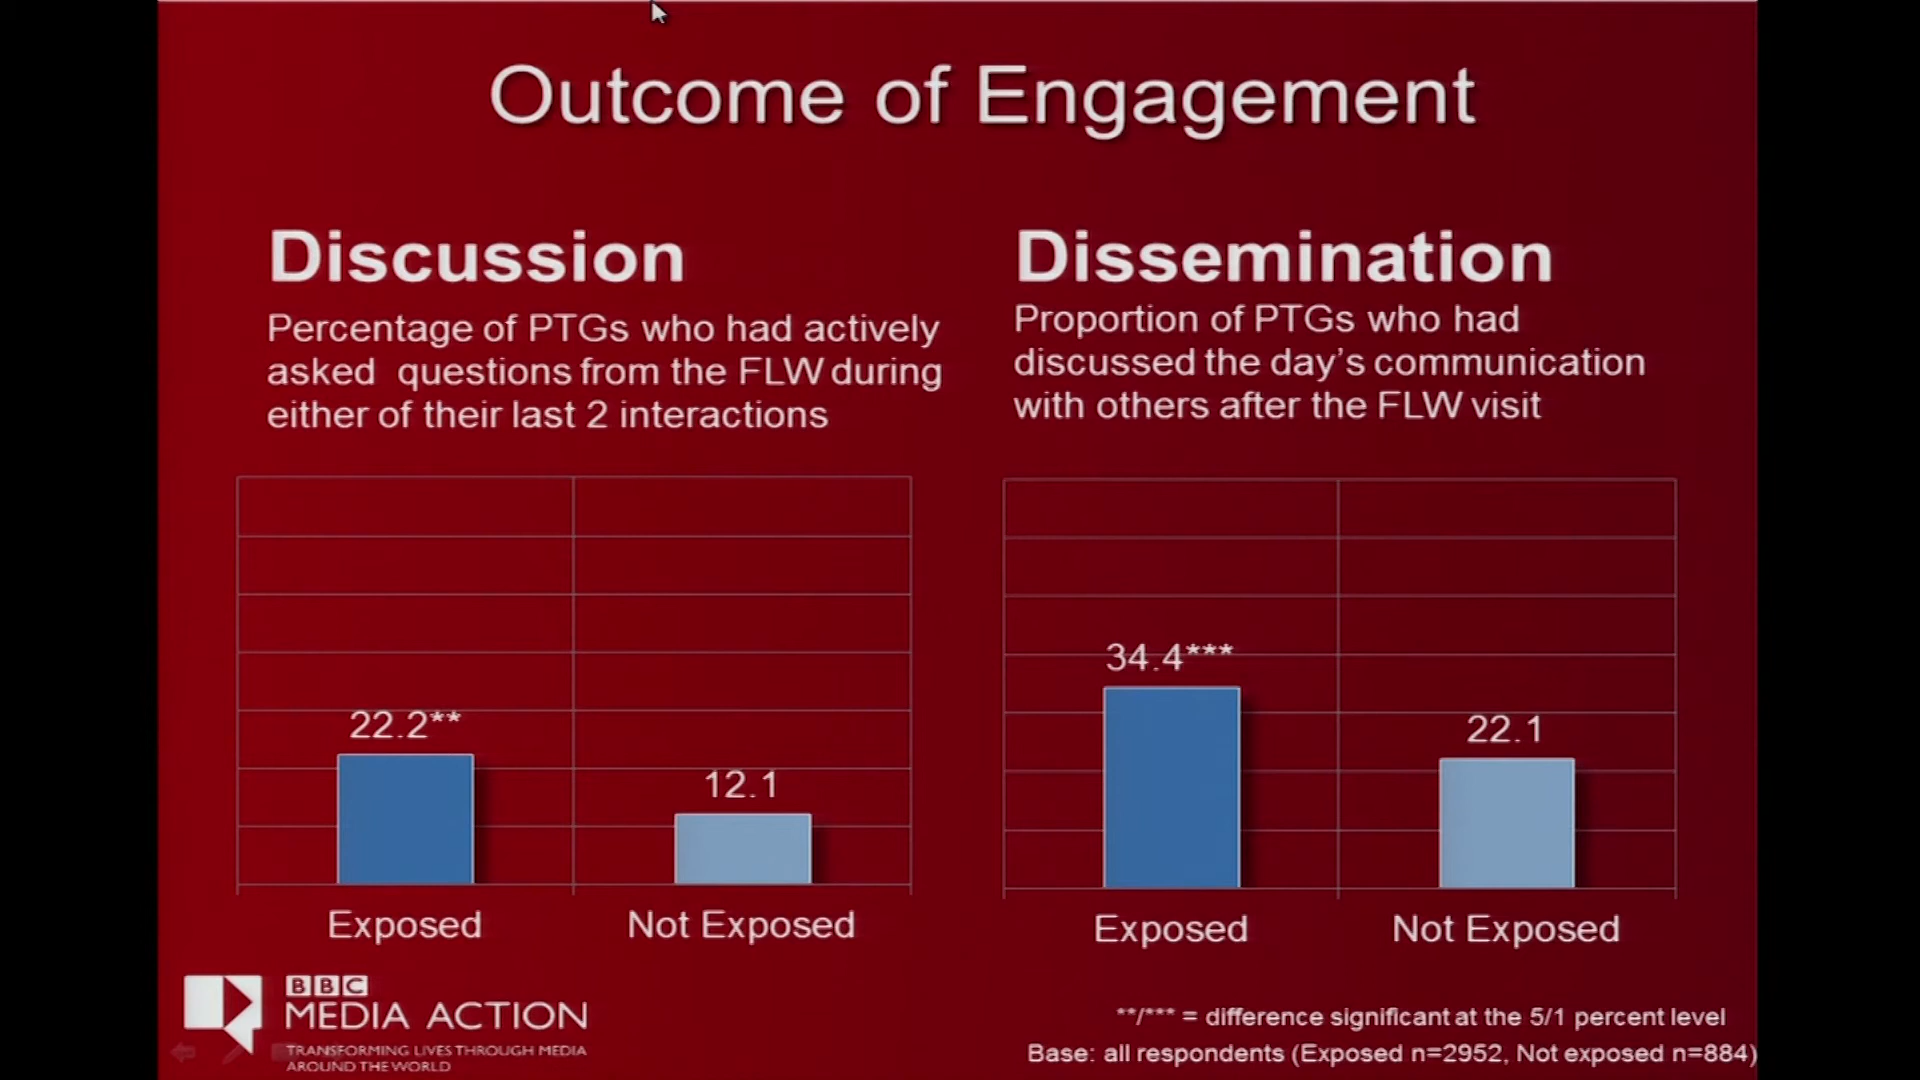 Outcome of Engagement
Discussion
Percentage of PTGs who had actively
asked questions from the FLW during
either of their last 2 interactions
22.2**
12.1
Exposed
Not Exposed
Dissemination
Proportion of PTGs who had
discussed the day's communication
with others after the FLW visit
34.4***
22.1
Exposed
Not Exposed
BBC
MEDIA ACTION
TRANSFORMING LIVES THROUGH MEDIA
AROUND THE WORLD
**/*** = difference significant at the 5/1 percent level
Base: all respondents (Exposed n=2952, Not exposed n=884)